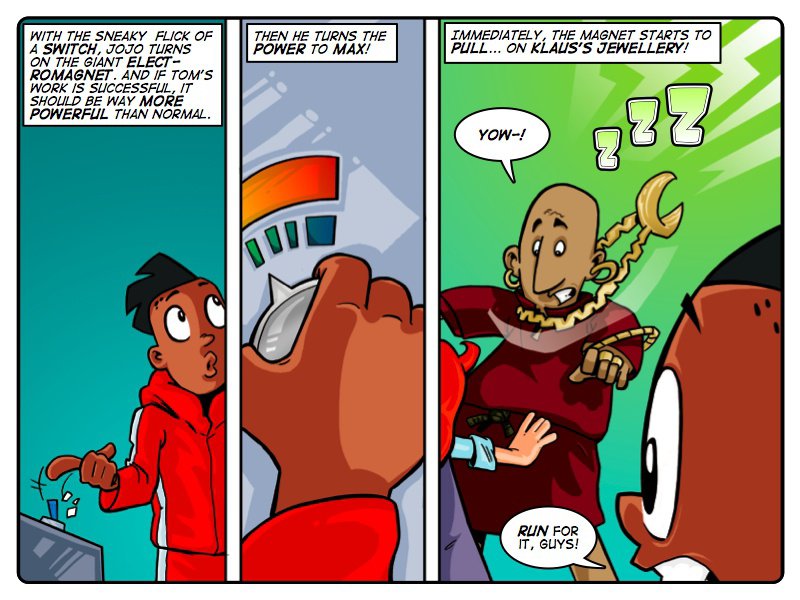 WITH THE SNEAKY FLICK OF
A SWITCH, JOJO TURNS
ON THE GIANT ELECT-
ROMAGNET. AND IF TOM'S
WORK IS SUCCESSFUL, IT
SHOULD BE WAY MORE
POWERFUL THAN NORMAL.
THEN HE TURNS THE
POWER TO MAX!
IMMEDIATELY, THE MAGNET STARTS TO
PULL... ON KLAUS'S JEWELLERY!
YOW-!
Z Z Z
RUN FOR
IT, GUYS!